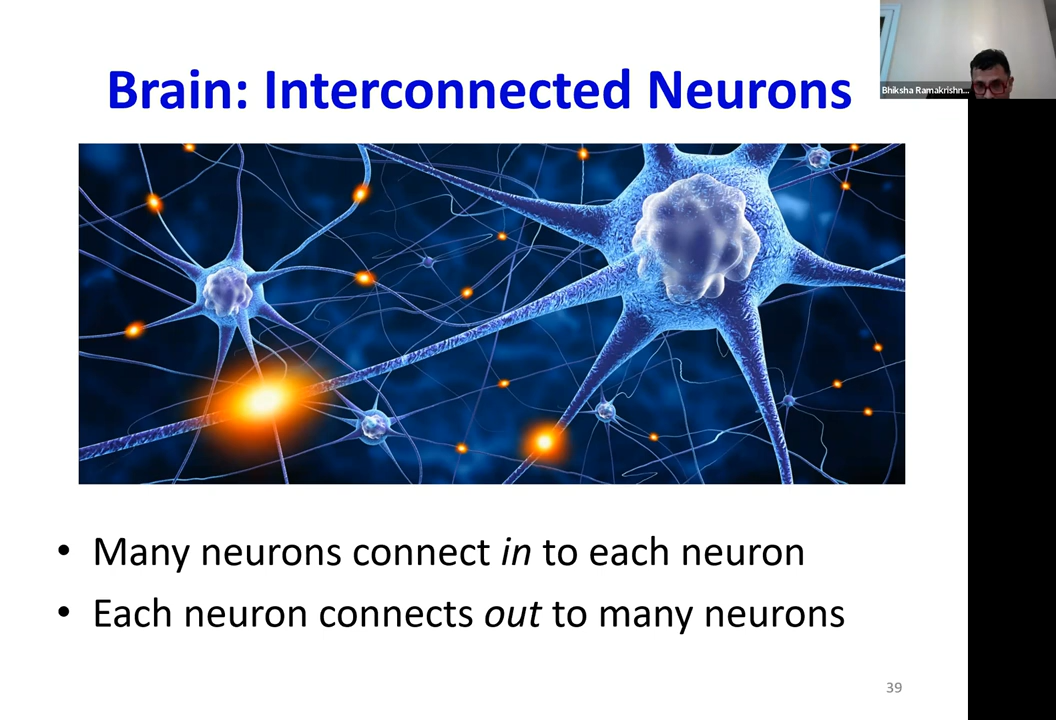 Brain: Interconnected Neurons
Bhiksha Ramakrishn...
• Many neurons connect in to each neuron
• Each neuron connects out to many neurons
39